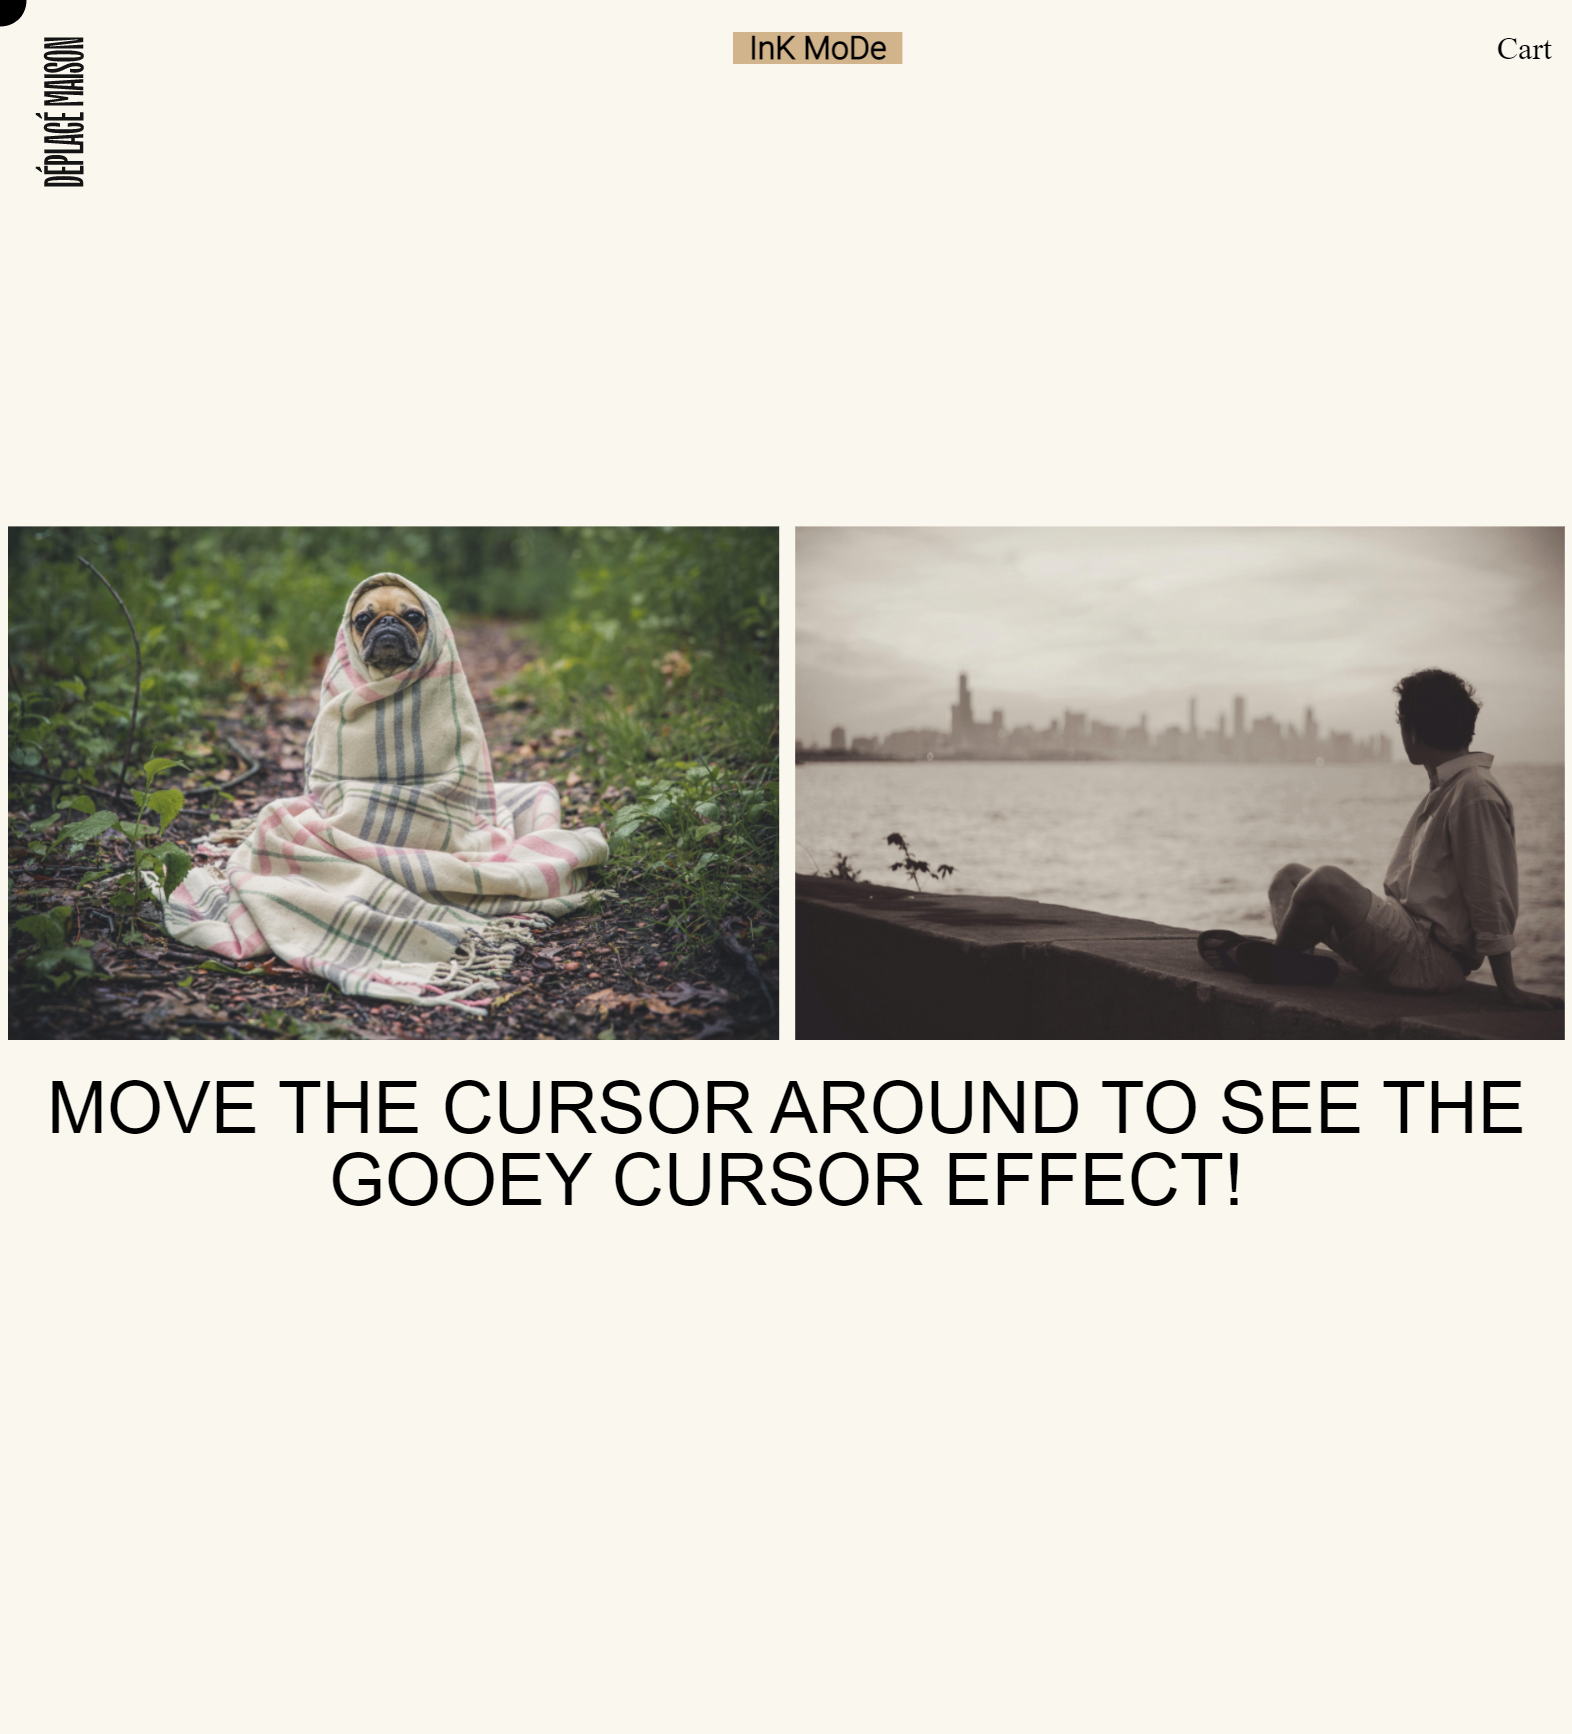 DÉPLACÉ MAISON
InK MoDe
Cart
MOVE THE CURSOR AROUND TO SEE THE
GOOEY CURSOR EFFECT!